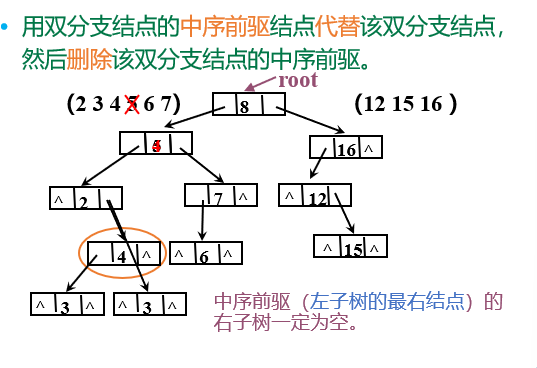 • 用双分支结点的中序前驱结点代替该双分支结点，
然后删除该双分支结点的中序前驱。
root
(2 3 4 5 6 7) 8 (12 15 16 )
4 16 ^
^ 2 7 ^ ^ 12
4 ^ ^ 6 ^ ^ 15 ^
^ 3 ^ ^ 3 ^
中序前驱（左子树的最右结点）的
右子树一定为空。